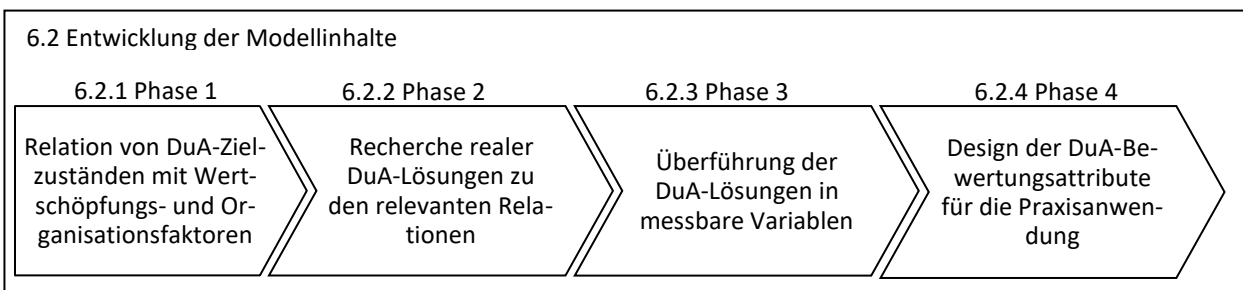 6.2 Entwicklung der Modellinhalte
6.2.1 Phase 1
6.2.2 Phase 2
6.2.3 Phase 3
6.2.4 Phase 4
Relation von DuA-Ziel-
zuständen mit Wert-
schöpfungs- und Or-
ganisationsfaktoren
Recherche realer
DuA-Lösungen zu
den relevanten Rela-
tionen
Überführung der
DuA-Lösungen in
messbare Variablen
Design der DuA-Be-
wertungsattribute
für die Praxisanwen-
dung